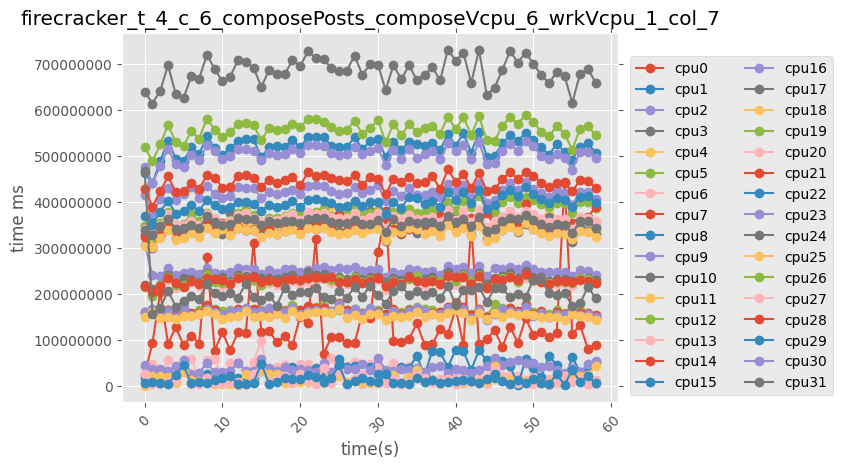 firecracker_t_4_c_6_composePosts_composeVcpu_6_wrkVcpu_1_col_7
time ms
700000000
600000000
500000000
400000000
300000000
200000000
100000000
0
0
10
20
30
40
50
60
time(s)
cpu0
cpu1
cpu2
cpu3
cpu4
cpu5
cpu6
cpu7
cpu8
cpu9
cpu10
cpu11
cpu12
cpu13
cpu14
cpu15
cpu16
cpu17
cpu18
cpu19
cpu20
cpu21
cpu22
cpu23
cpu24
cpu25
cpu26
cpu27
cpu28
cpu29
cpu30
cpu31